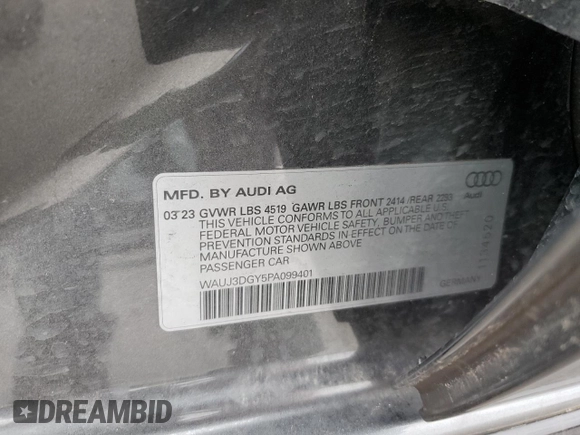 MFD. BY AUDI AG
03 23 GVWR LBS 4519 GAWR LBS FRONT 2414 /REAR 2293
THIS VEHICLE CONFORMS TO ALL APPLICABLE U.S.
FEDERAL MOTOR VEHICLE SAFETY, BUMPER AND THEFT
PREVENTION STANDARDS IN EFFECT ON THE DATE OF
MANUFACTURE SHOWN ABOVE
PASSENGER CAR
WAUJ3DGY5PA099401
Audi
GERMANY
DREAMBID